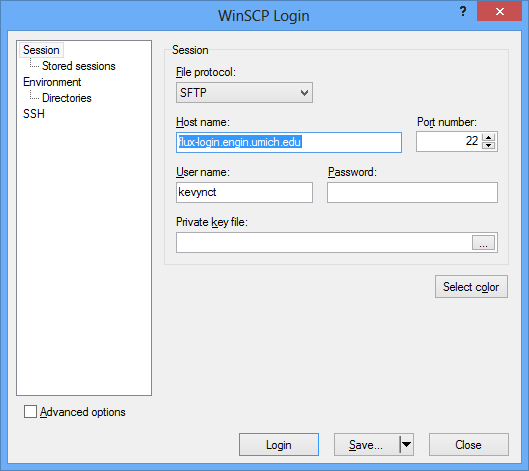 WinSCP Login
?
Session
Stored sessions
Environment
Directories
SSH
Session
File protocol:
SFTP
Host name:
Port number:
flux-login.engin.umich.edu
22
User name:
Password:
kevynct
Private key file:
...
Select color
Advanced options
Login
Save...
Close